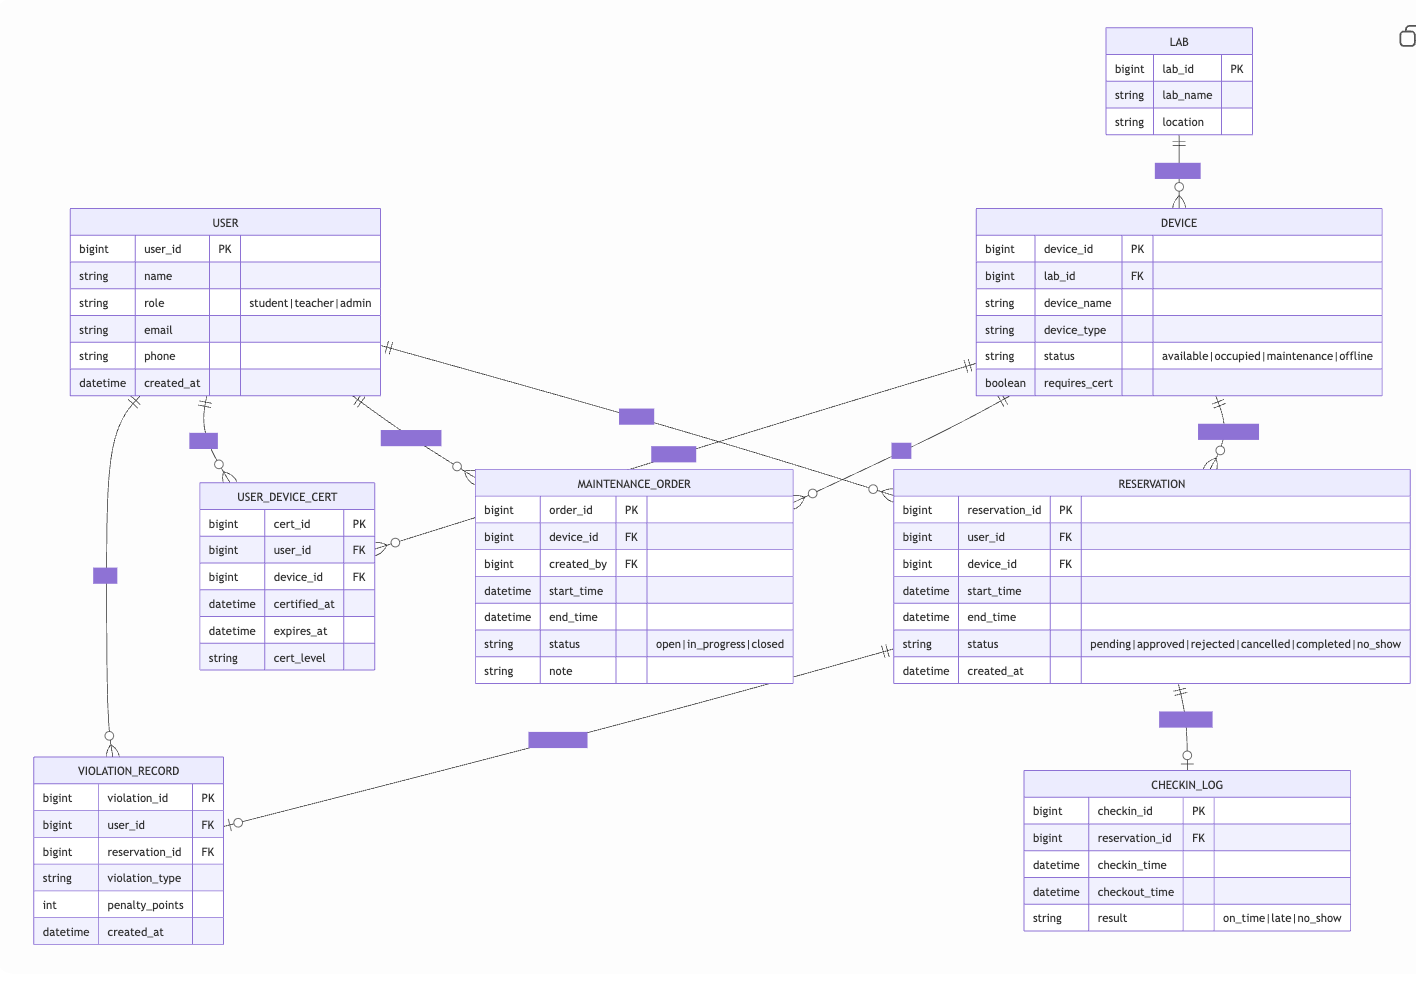 LAB
bigint lab_id PK
string lab_name
string location
USER
bigint user_id PK
string name
string role student|teacher|admin
string email
string phone
datetime created_at
DEVICE
bigint device_id PK
bigint lab_id FK
string device_name
string device_type
string status available|occupied|maintenance|offline
boolean requires_cert
USER_DEVICE_CERT
bigint cert_id PK
bigint user_id FK
bigint device_id FK
datetime certified_at
datetime expires_at
string cert_level
MAINTENANCE_ORDER
bigint order_id PK
bigint device_id FK
bigint created_by FK
datetime start_time
datetime end_time
string status open|in_progress|closed
string note
RESERVATION
bigint reservation_id PK
bigint user_id FK
bigint device_id FK
datetime start_time
datetime end_time
string status pending|approved|rejected|cancelled|completed|no_show
datetime created_at
VIOLATION_RECORD
bigint violation_id PK
bigint user_id FK
bigint reservation_id FK
string violation_type
int penalty_points
datetime created_at
CHECKIN_LOG
bigint checkin_id PK
bigint reservation_id FK
datetime checkin_time
datetime checkout_time
string result on_time|late|no_show